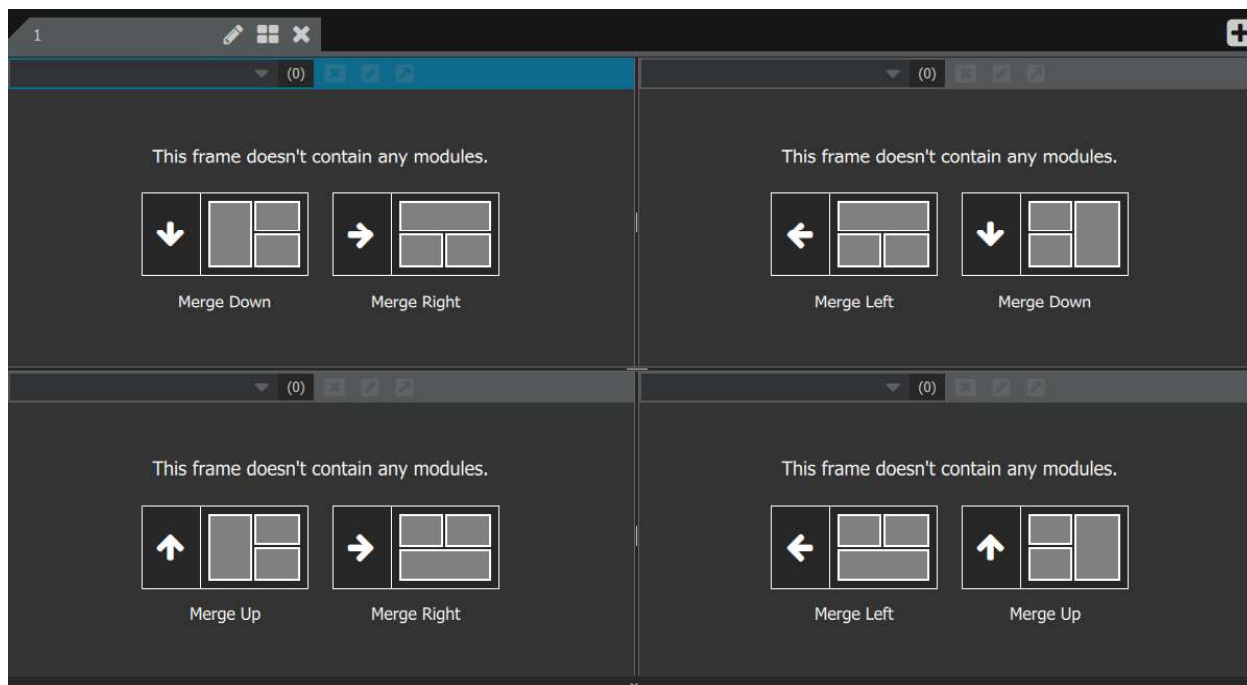 1
(0)
(0)
This frame doesn't contain any modules.
This frame doesn't contain any modules.
Merge Down
Merge Right
Merge Left
Merge Down
(0)
(0)
This frame doesn't contain any modules.
This frame doesn't contain any modules.
Merge Up
Merge Right
Merge Left
Merge Up